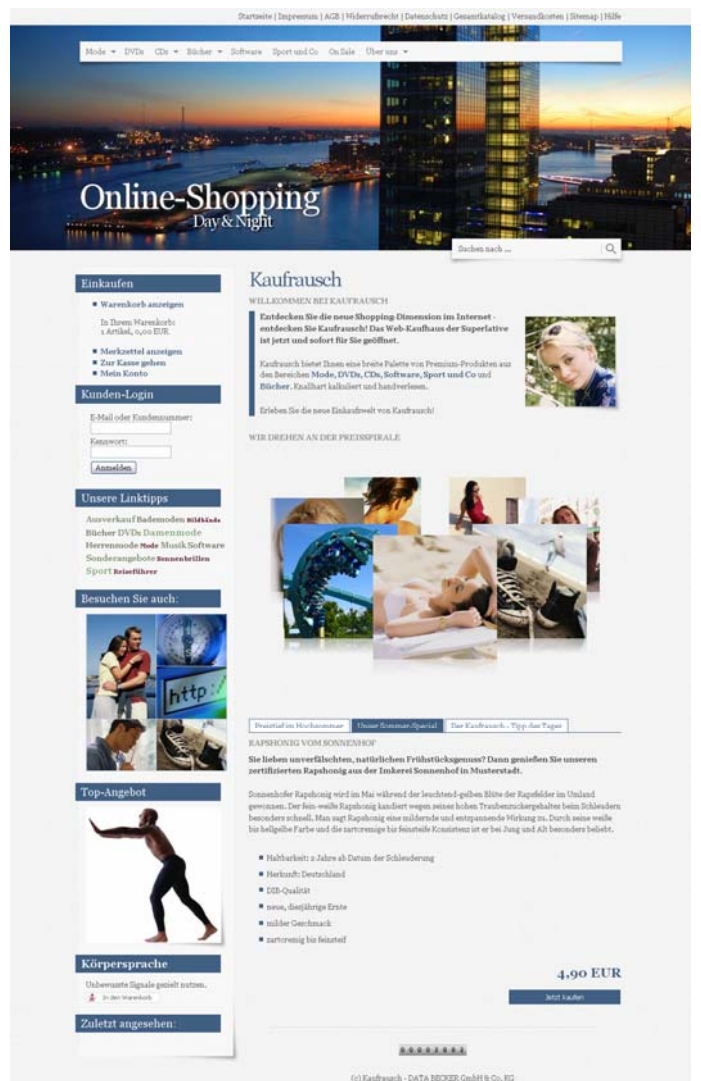 Startseite | Impressum | AGB | Widerrufsrecht | Datenschutz | Gesamtkatalog | Versandkosten | Sitemap | Hilfe
Mode DVDs CDs Bücher Software Sport und Co On Sale Über uns
Online-Shopping
Day & Night
Suchen nach ...
Einkaufen
Warenkorb anzeigen
In Ihrem Warenkorb:
1 Artikel, 0,00 EUR
Merkzettel anzeigen
Zur Kasse gehen
Mein Konto
Kunden-Login
E-Mail oder Kundennummer:
Kennwort:
Anmelden
Unsere Linktipps
Ausverkauf Bademoden Bildbände
Bücher DVDs Damenmode
Herrenmode Mode Musik Software
Sonderangebote Sonnenbrillen
Sport Reiseführer
Besuchen Sie auch:
http:/
Top-Angebot
Körpersprache
Unbewusste Signale gezielt nutzen.
In den Warenkorb
Zuletzt angesehen:
Kaufrausch
WILLKOMMEN BEI KAUFRAUSCH
Entdecken Sie die neue Shopping-Dimension im Internet -
entdecken Sie Kaufrausch! Das Web-Kaufhaus der Superlative
ist jetzt und sofort für Sie geöffnet.
Kaufrausch bietet Ihnen eine breite Palette von Premium-Produkten aus
den Bereichen Mode, DVDs, CDs, Software, Sport und Co und
Bücher. Knallhart kalkuliert und handverlesen.
Erleben Sie die neue Einkaufswelt von Kaufrausch!
WIR DREHEN AN DER PREISSPIRALE
Preistief im Hochsommer Unser Sommer-Special Der Kaufrausch - Tipp des Tages
RAPSHONIG VOM SONNENHOF
Sie lieben unverfälschten, natürlichen Frühstücksgenuss? Dann genießen Sie unseren
zertifizierten Rapshonig aus der Imkerei Sonnenhof in Musterstadt.
Sonnenhofer Rapshonig wird im Mai während der leuchtend-gelben Blüte der Rapsfelder im Umland
gewonnen. Der fein-weiße Rapshonig kandiert wegen seiner hohen Traubenzuckergehaltes beim Schleudern
besonders schnell. Man sagt Rapshonig eine mildernde und entspannende Wirkung zu. Durch seine weiße
bis hellgelbe Farbe und die zartcremige bis feinsteife Konsistenz ist er bei Jung und Alt besonders beliebt.
Haltbarkeit: 2 Jahre ab Datum der Schleuderung
Herkunft: Deutschland
DIB-Qualität
neue, diesjährige Ernte
milder Geschmack
zartcremig bis feinsteif
4,90 EUR
Jetzt kaufen
(c) Kaufrausch - DATA BECKER GmbH & Co. KG